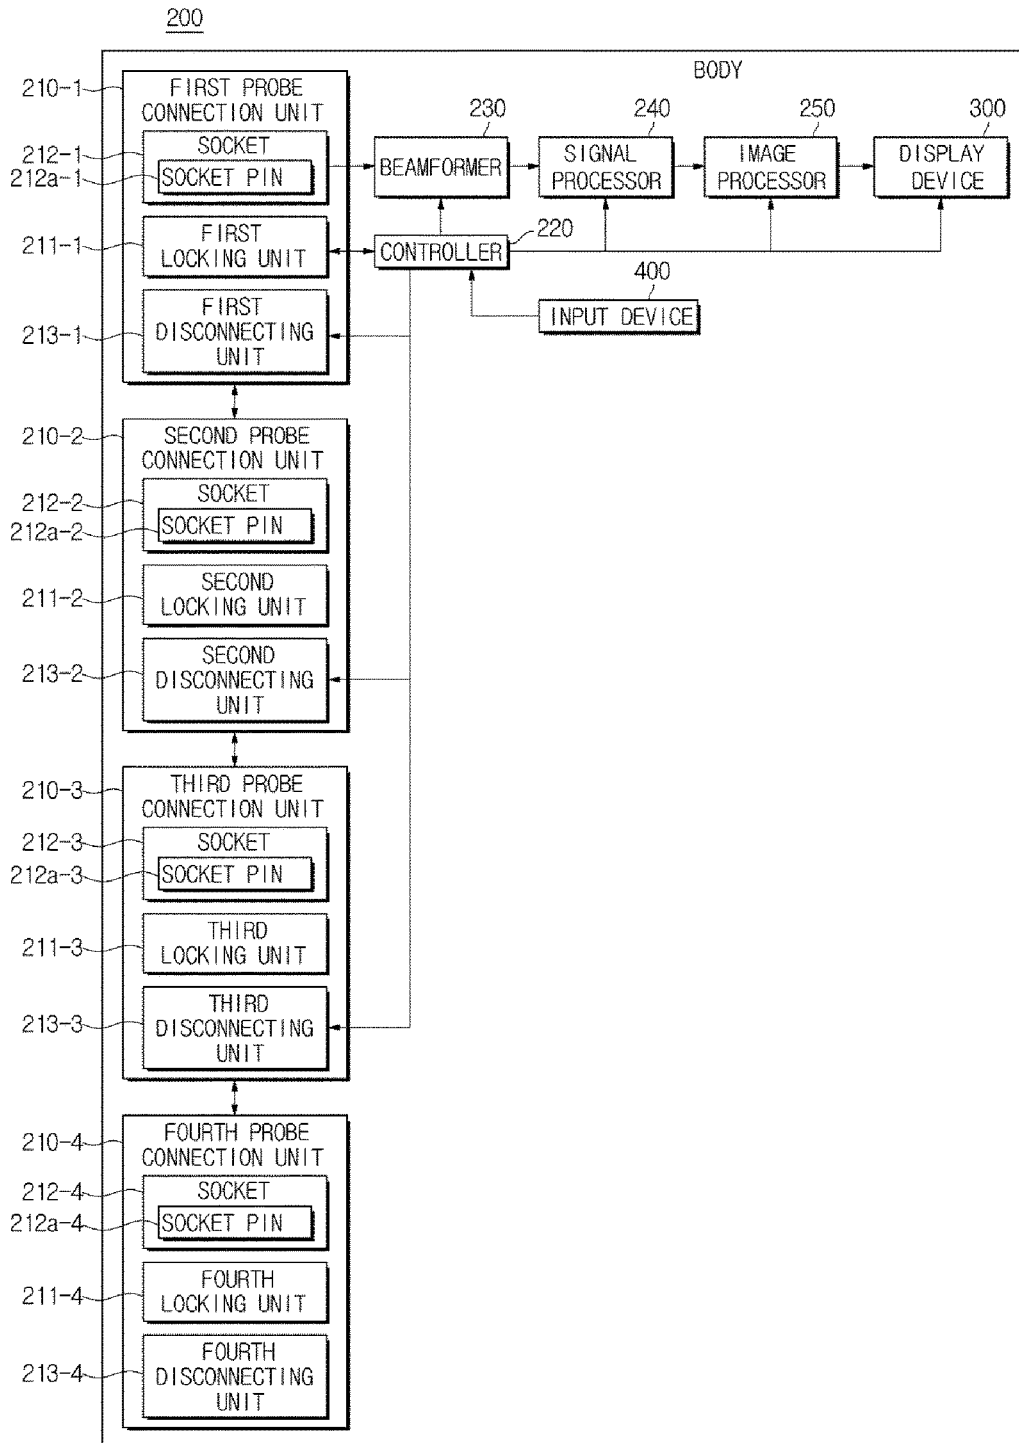 200
BODY
210-1
FIRST PROBE
CONNECTION UNIT
212-1
SOCKET
212a-1
SOCKET PIN
211-1
FIRST
LOCKING UNIT
213-1
FIRST
DISCONNECTING
UNIT
230
BEAMFORMER
240
SIGNAL
PROCESSOR
350
IMAGE
PROCESSOR
300
DISPLAY
DEVICE
220
CONTROLLER
400
INPUT DEVICE
210-2
SECOND PROBE
CONNECTION UNIT
212-2
SOCKET
212a-2
SOCKET PIN
211-2
SECOND
LOCKING UNIT
213-2
SECOND
DISCONNECTING
UNIT
210-3
THIRD PROBE
CONNECTION UNIT
212-3
SOCKET
212a-3
SOCKET PIN
211-3
THIRD
LOCKING UNIT
213-3
THIRD
DISCONNECTING
UNIT
210-4
FOURTH PROBE
CONNECTION UNIT
212-4
SOCKET
212a-4
SOCKET PIN
211-4
FOURTH
LOCKING UNIT
213-4
FOURTH
DISCONNECTING
UNIT